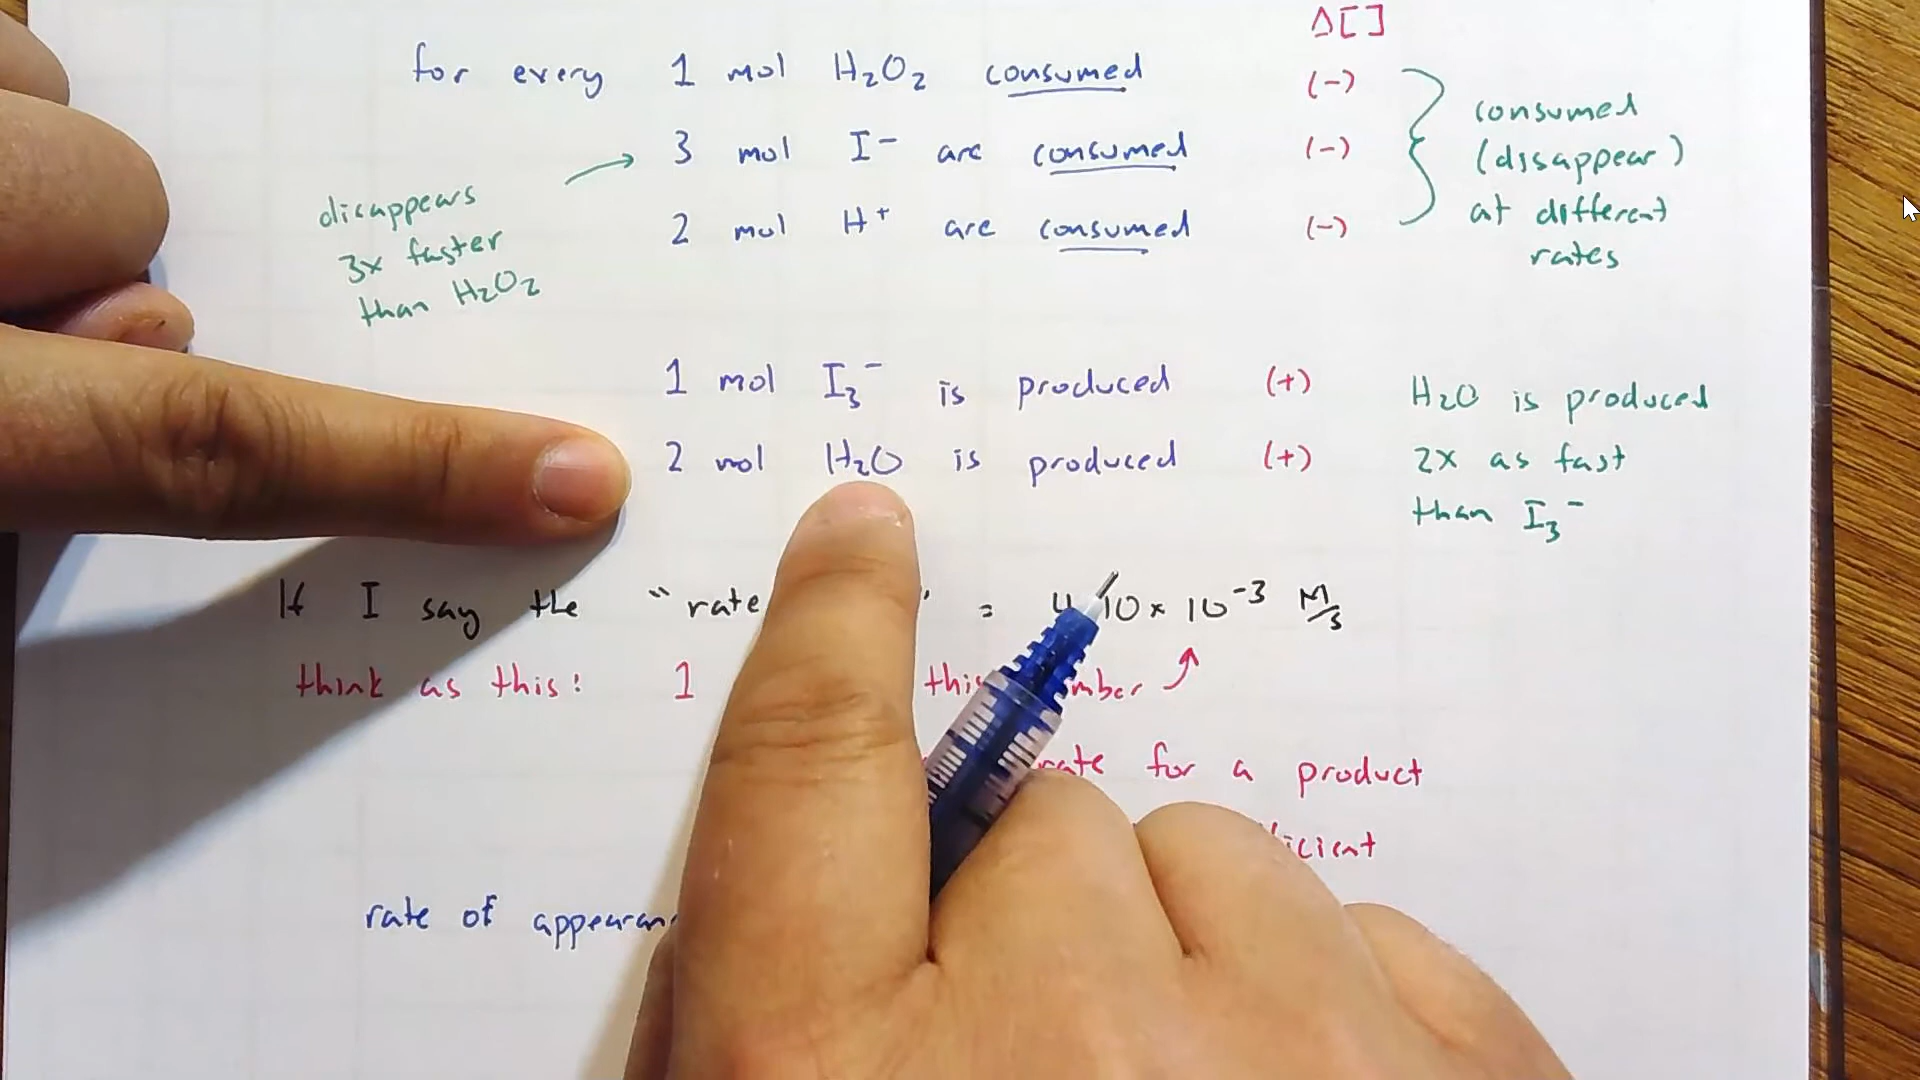 Δ[ ]
for every 1 mol H₂O₂ consumed (-)
3 mol I⁻ are consumed (-)
2 mol H⁺ are consumed (-)
consumed
(disappear)
at different
rates
disappears
3x faster
than H₂O₂
1 mol I₃⁻ is produced (+)
2 mol H₂O is produced (+)
H₂O is produced
2x as fast
than I₃⁻
If I say the "rate " = 10 × 10⁻³ M/s
think as this: 1
rate for a product
rate of